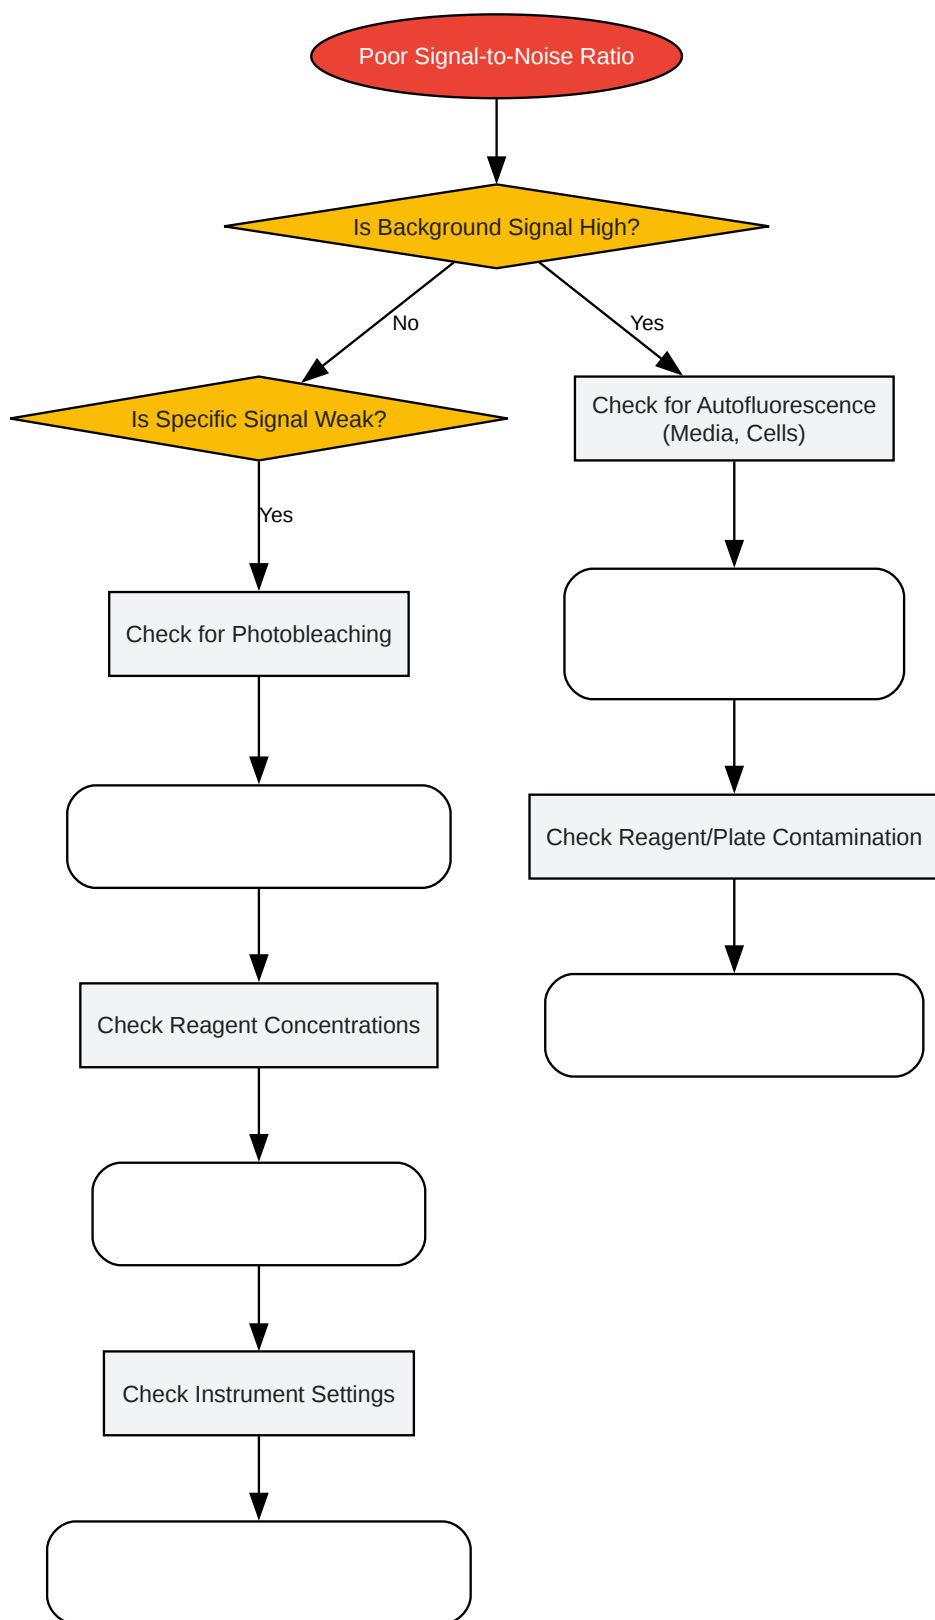 Poor Signal-to-Noise Ratio
Is Background Signal High?
No
Yes
Is Specific Signal Weak?
Check for Autofluorescence
(Media, Cells)
Yes
Check for Photobleaching
Check Reagent/Plate Contamination
Check Reagent Concentrations
Check Instrument Settings